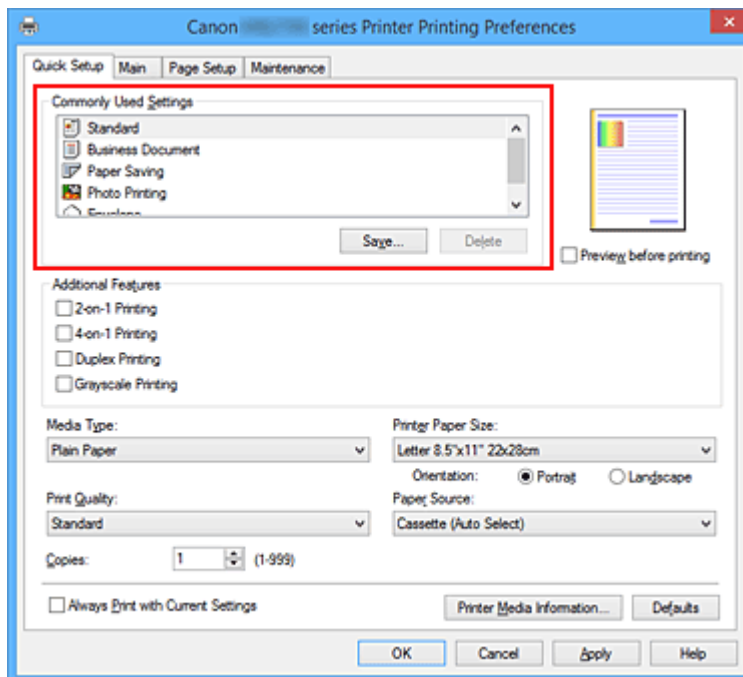 Canon series Printer Printing Preferences
Quick Setup Main Page Setup Maintenance
Commonly Used Settings
Standard
Business Document
Paper Saving
Photo Printing
Envelope
Save... Delete
Preview before printing
Addtional Features
2-on-1 Printing
4-on-1 Printing
Duplex Printing
Grayscale Printing
Media Type: Printer Paper Size:
Plain Paper Letter 8.5"x11" 22x28cm
Orientation: Portrait Landscape
Print Quality: Paper Source:
Standard Cassette (Auto Select)
Copies: 1 (1-999)
Always Print with Current Settings Printer Media Information... Defaults
OK Cancel Apply Help